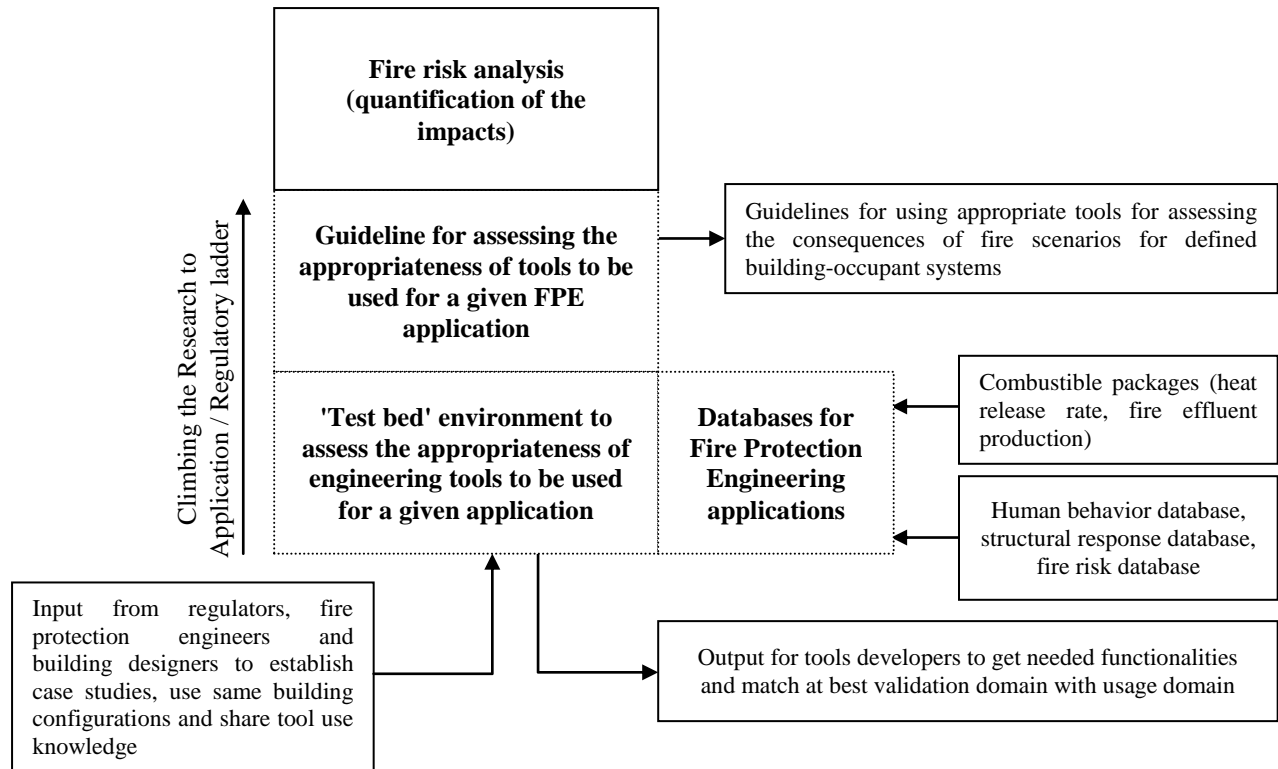 Fire risk analysis
(quantification of the
impacts)
Climbing the Research to
Application / Regulatory ladder
Guideline for assessing the
appropriateness of tools to be
used for a given FPE
application
Guidelines for using appropriate tools for assessing
the consequences of fire scenarios for defined
building-occupant systems
'Test bed' environment to
assess the appropriateness of
engineering tools to be used
for a given application
Databases for
Fire Protection
Engineering
applications
Combustible packages (heat
release rate, fire effluent
production)
Human behavior database,
structural response database,
fire risk database
Input from regulators, fire
protection engineers and
building designers to establish
case studies, use same building
configurations and share tool use
knowledge
Output for tools developers to get needed functionalities
and match at best validation domain with usage domain